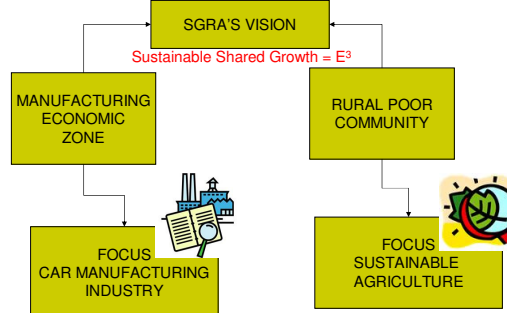 SGRA'S VISION
Sustainable Shared Growth = E³
MANUFACTURING
ECONOMIC
ZONE
RURAL POOR
COMMUNITY
FOCUS
CAR MANUFACTURING
INDUSTRY
FOCUS
SUSTAINABLE
AGRICULTURE